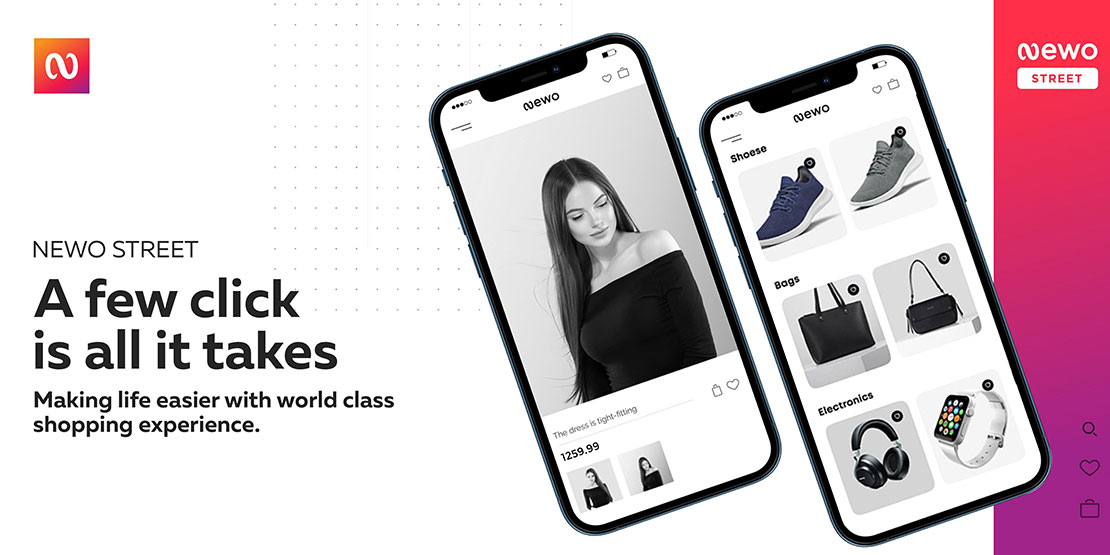 NEWO STREET
A few click
is all it takes
Making life easier with world class
shopping experience.
newo
The dress is tight-fitting
1259.99
newo
Shoese
Bags
Electronics
newo
STREET